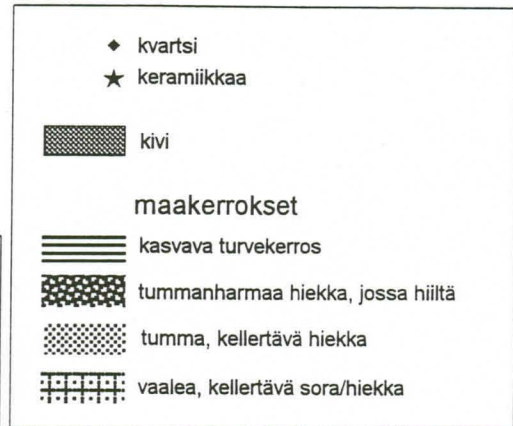 kvartsi
keramiikkaa
kivi
maakerrokset
kasvava turvekerros
tummanharmaa hiekka, jossa hiiltä
tumma, kellertävä hiekka
vaalea, kellertävä sora/hiekka